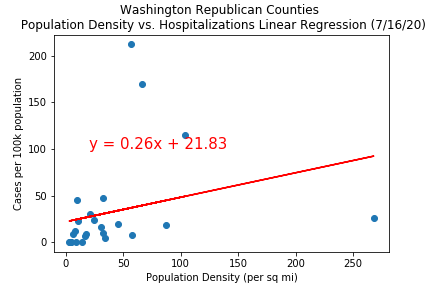 Washington Republican Counties
Population Density vs. Hospitalizations Linear Regression (7/16/20)
Cases per 100k population
200
150
100
50
0
y = 0.26x + 21.83
0 50 100 150 200 250
Population Density (per sq mi)